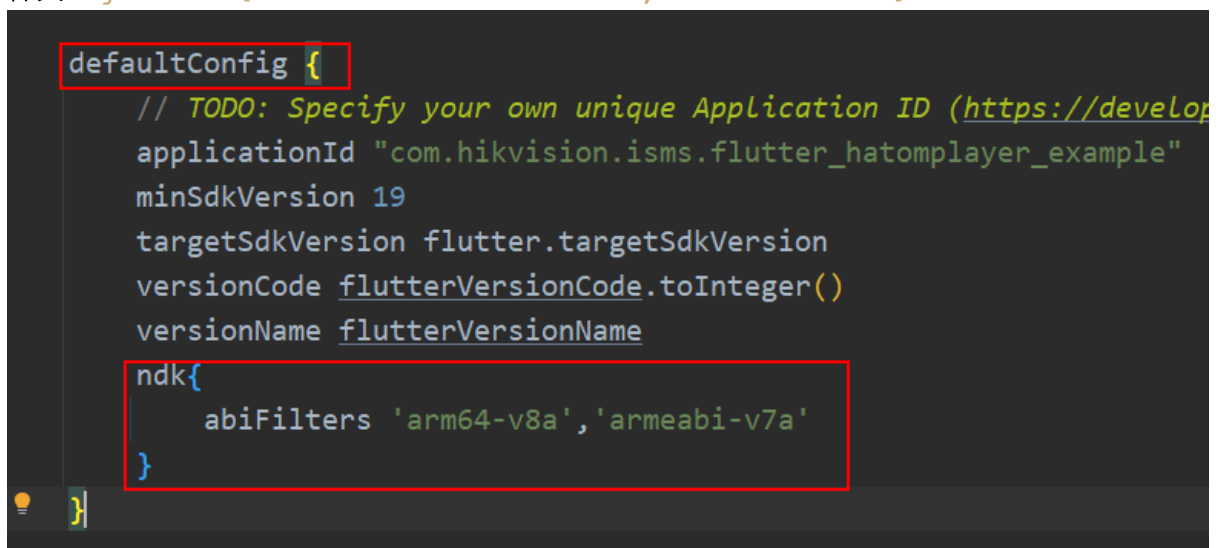 defaultConfig {
// TODO: Specify your own unique Application ID (https://develop
applicationId "com.hikvision.isms.flutter_hatomplayer_example"
minSdkVersion 19
targetSdkVersion flutter.targetSdkVersion
versionCode flutterVersionCode.toInteger()
versionName flutterVersionName
ndk{
abiFilters 'arm64-v8a','armeabi-v7a'
}
}